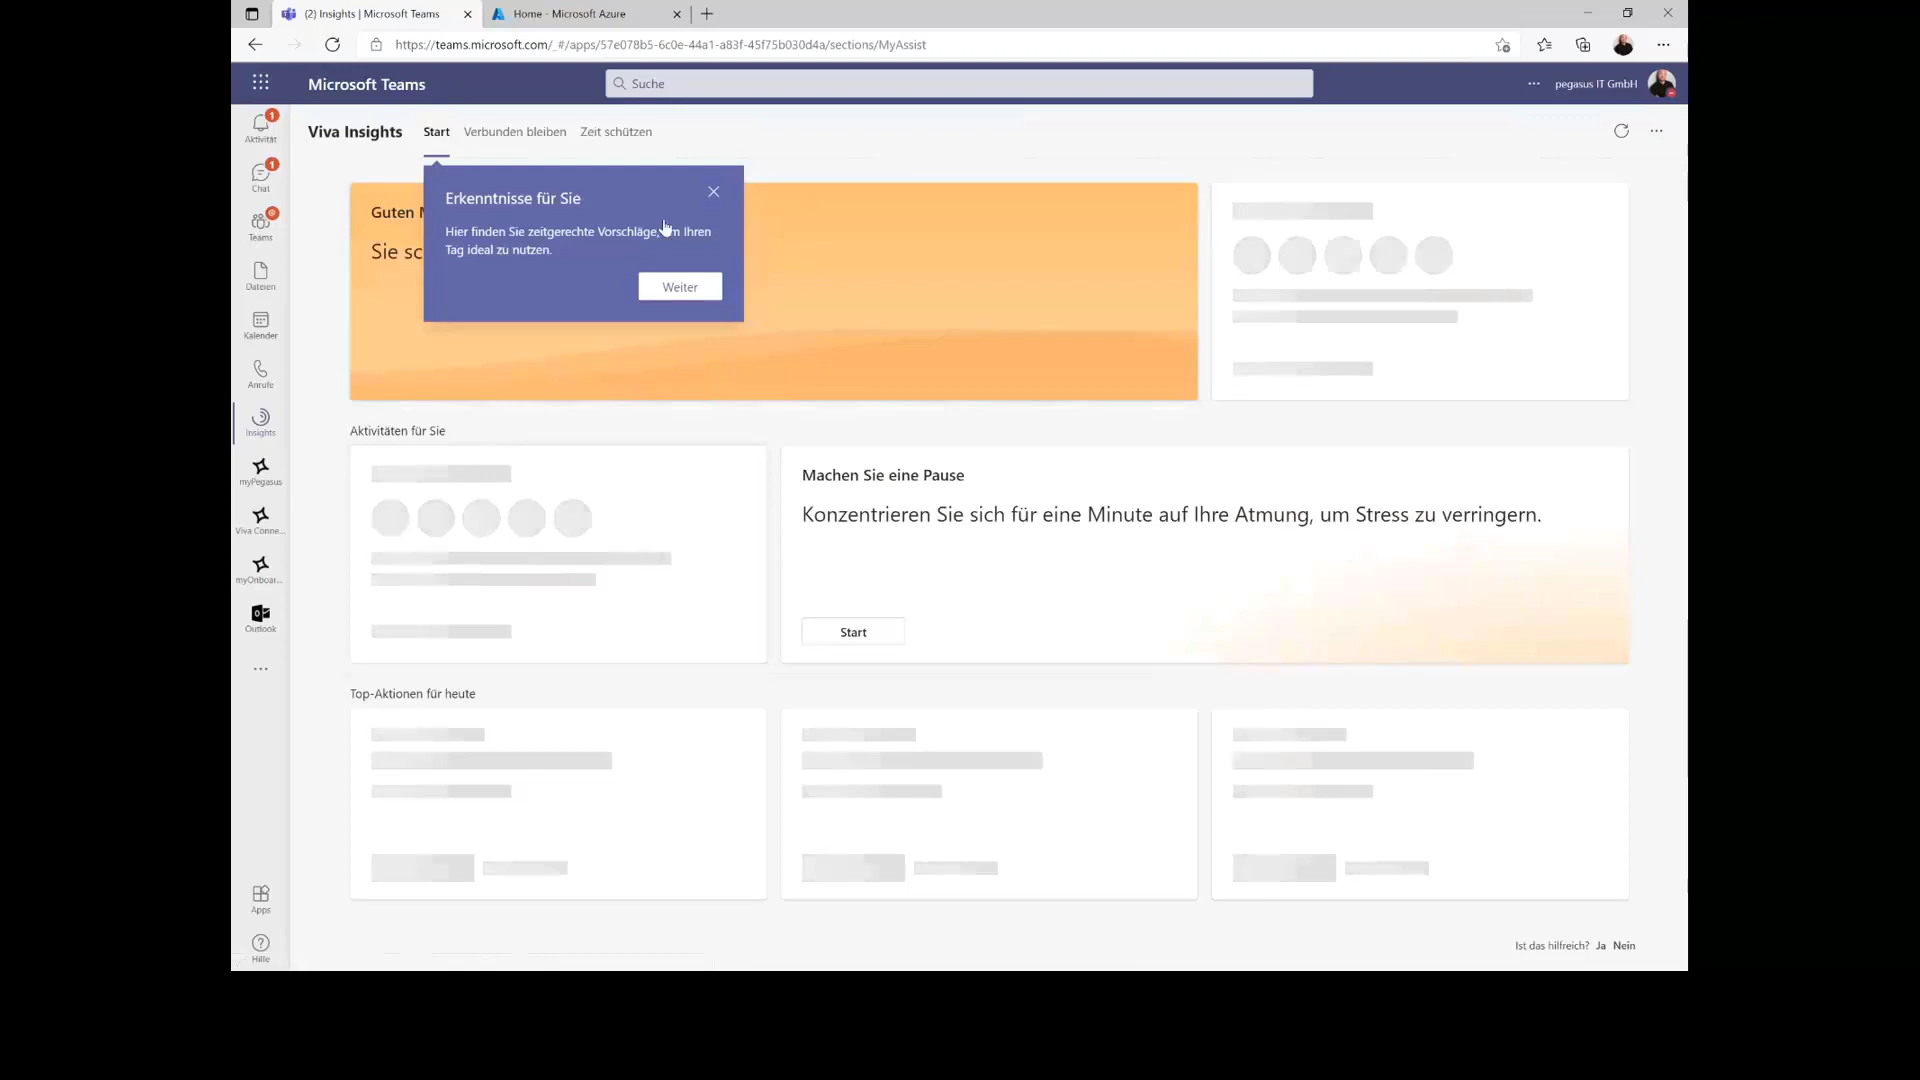 (2) Insights | Microsoft Teams
Home - Microsoft Azure
https://teams.microsoft.com/_#/apps/57e078b5-6c0e-44a1-a83f-45f75b030d4a/sections/MyAssist
Microsoft Teams
Suche
pegasus IT GmbH
Viva Insights
Start
Verbunden bleiben
Zeit schützen
1
Aktivität
1
Chat
Teams
Dateien
Kalender
Anrufe
Insights
myPegasus
Viva Conne...
myOnboar...
Outlook
Apps
Hilfe
Erkenntnisse für Sie
Hier finden Sie zeitgerechte Vorschläge, um Ihren
Tag ideal zu nutzen.
Weiter
Guten
Sie sc
Aktivitäten für Sie
Machen Sie eine Pause
Konzentrieren Sie sich für eine Minute auf Ihre Atmung, um Stress zu verringern.
Start
Top-Aktionen für heute
Ist das hilfreich? Ja Nein